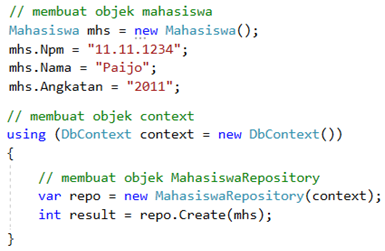 // membuat objek mahasiswa
Mahasiswa mhs = new Mahasiswa();
mhs.Npm = "11.11.1234";
mhs.Nama = "Paijo";
mhs.Angkatan = "2011";
// membuat objek context
using (DbContext context = new DbContext())
{
// membuat objek MahasiswaRepository
var repo = new MahasiswaRepository(context);
int result = repo.Create(mhs);
}